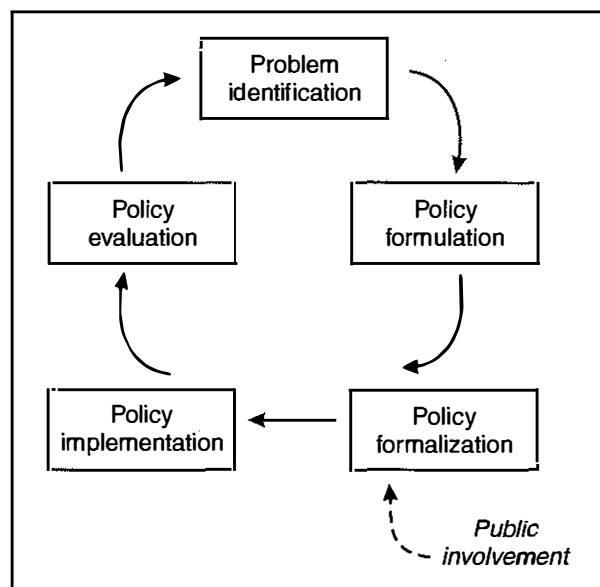 Problem
identification
Policy
evaluation
Policy
formulation
Policy
implementation
Policy
formalization
Public
involvement